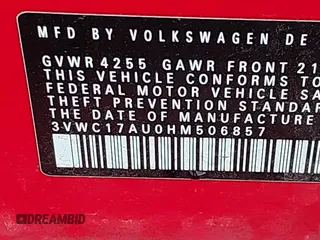 MFD BY VOLKSWAGEN DE
GVWR 4255 GAWR FRONT 21
THIS VEHICLE CONFORMS TO
FEDERAL MOTOR VEHICLE SA
THEFT PREVENTION STANDA
THE DATE OF MANUFACTURE
3VWC17AU0HM506857
DREAMBID